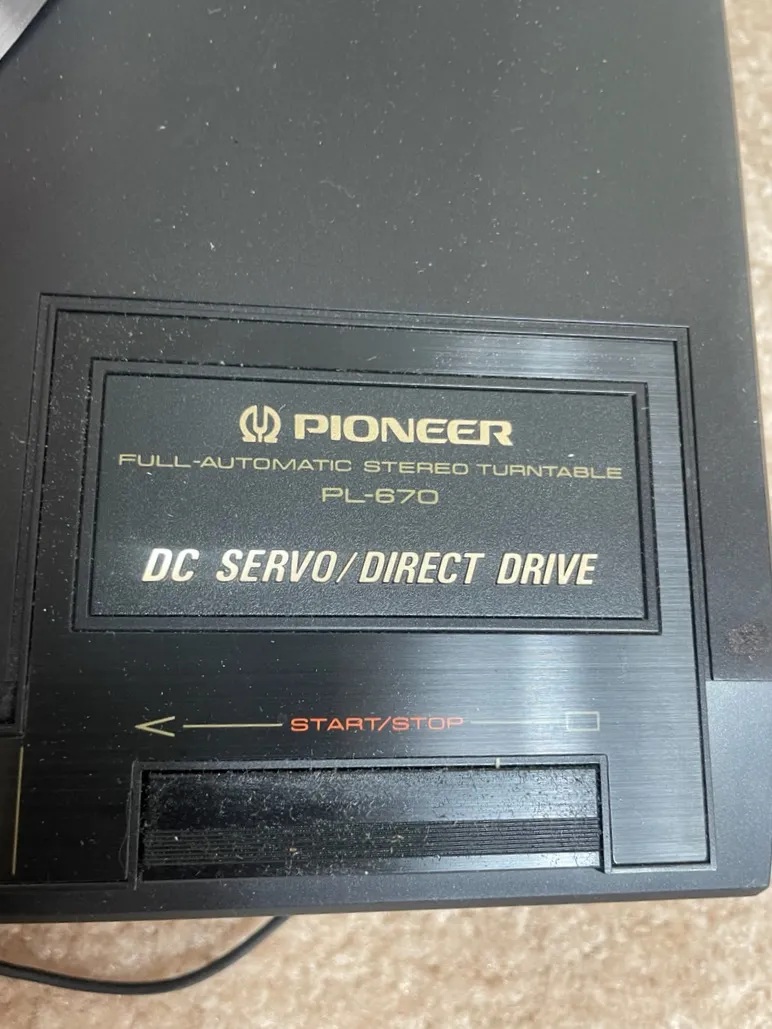 PIONEER
FULL-AUTOMATIC STEREO TURNTABLE
PL-670
DC SERVO/DIRECT DRIVE
START/STOP